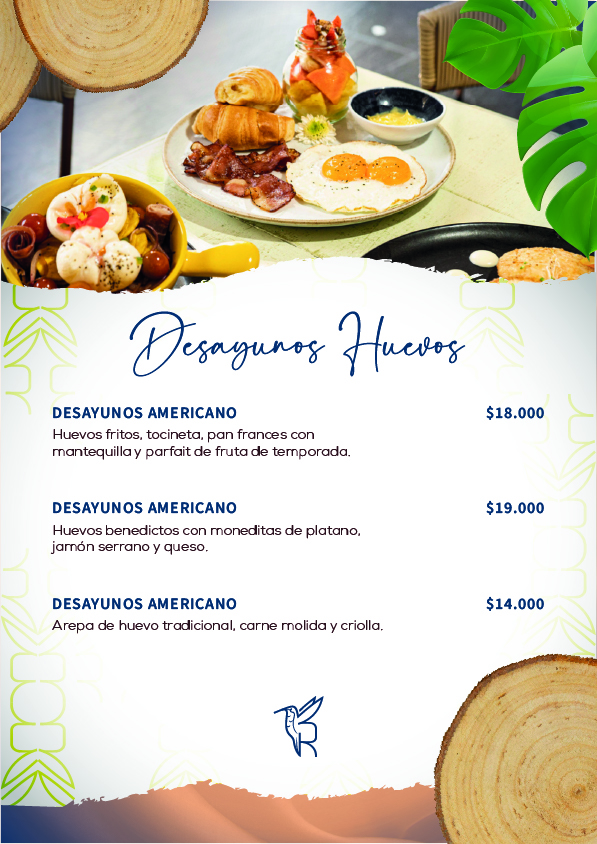 Desayunos Huevos
DESAYUNOS AMERICANO $18.000
Huevos fritos, tocineta, pan frances con
mantequilla y parfait de fruta de temporada.
DESAYUNOS AMERICANO $19.000
Huevos benedictos con moneditas de platano,
jamón serrano y queso.
DESAYUNOS AMERICANO $14.000
Arepa de huevo tradicional, carne molida y criolla.